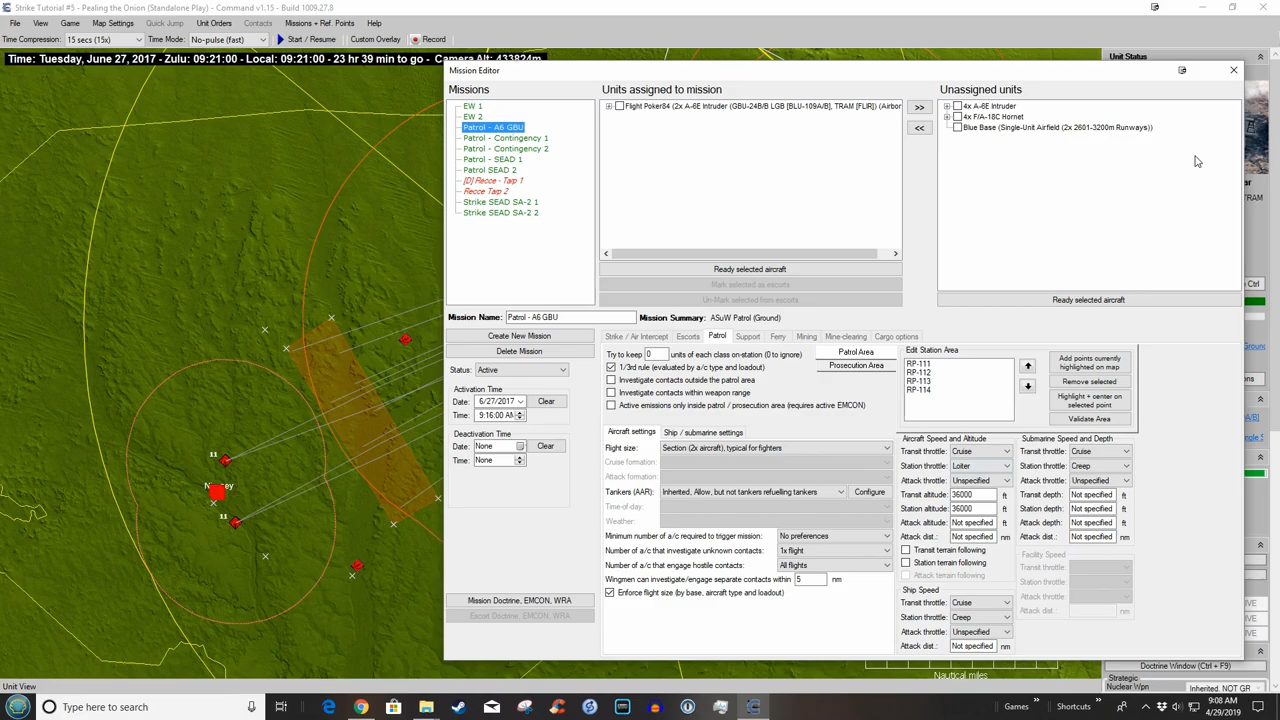 Strike Tutorial #5 - Pealing the Onion (Standalone Play) - Command v1.15 - Build 1009.27.8
File View Game Map Settings Quick Jump Unit Orders Contacts Missions + Ref. Points Help
Time Compression: 15 secs (15x) Time Mode: No-pulse (fast) Start / Resume Custom Overlay Record
Time: Tuesday, June 27, 2017 - Zulu: 09:21:00 - Local: 09:21:00 - 23 hr 39 min to go - Camera Alt: 433824m
Unit Status
Mission Editor
Missions
EW 1
EW 2
Patrol - A6 GBU
Patrol - Contingency 1
Patrol - Contingency 2
Patrol - SEAD 1
Patrol SEAD 2
[D] Recce - Tarp 1
Recce Tarp 2
Strike SEAD SA-2 1
Strike SEAD SA-2 2
Units assigned to mission
Flight Poker84 (2x A-6E Intruder (GBU-24B/B LGB [BLU-109A/B], TRAM [FLIR]) (Airbor
>>
<<
Unassigned units
4x A-6E Intruder
4x F/A-18C Hornet
Blue Base (Single-Unit Airfield (2x 2601-3200m Runways))
Ready selected aircraft
Mark selected as escorts
Un-Mark selected from escorts
Ready selected aircraft
Mission Name: Patrol - A6 GBU Mission Summary: ASuW Patrol (Ground)
Create New Mission
Delete Mission
Status: Active
Activation Time
Date: 6/27/2017 Clear
Time: 9:16:00 AM
Deactivation Time
Date: None Clear
Time: None
Mission Doctrine, EMCON, WRA
Escort Doctrine, EMCON, WRA
Strike / Air Intercept Escorts Patrol Support Ferry Mining Mine-clearing Cargo options
Try to keep 0 units of each class on-station (0 to ignore)
1/3rd rule (evaluated by a/c type and loadout)
Investigate contacts outside the patrol area
Investigate contacts within weapon range
Active emissions only inside patrol / prosecution area (requires active EMCON)
Patrol Area
Prosecution Area
Edit Station Area
RP-111
RP-112
RP-113
RP-114
Add points currently highlighted on map
Remove selected
Highlight + center on selected point
Validate Area
Aircraft settings Ship / submarine settings
Flight size: Section (2x aircraft), typical for fighters
Cruise formation:
Attack formation:
Tankers (AAR): Inherited, Allow, but not tankers refuelling tankers Configure
Time-of-day:
Weather:
Minimum number of a/c required to trigger mission: No preferences
Number of a/c that investigate unknown contacts: 1x flight
Number of a/c that engage hostile contacts: All flights
Wingmen can investigate/engage separate contacts within 5 nm
Enforce flight size (by base, aircraft type and loadout)
Aircraft Speed and Altitude
Transit throttle: Cruise
Station throttle: Loiter
Attack throttle: Unspecified
Transit altitude: 36000 ft
Station altitude: 36000 ft
Attack altitude: Not specified ft
Attack dist.: Not specified nm
Transit terrain following
Station terrain following
Attack terrain following
Ship Speed
Transit throttle: Cruise
Station throttle: Creep
Attack throttle: Unspecified
Attack dist.: Not specified nm
Submarine Speed and Depth
Transit throttle: Cruise
Station throttle: Creep
Attack throttle: Unspecified
Transit depth: Not specified ft
Station depth: Not specified ft
Attack depth: Not specified ft
Attack dist.: Not specified nm
Facility Speed
Transit throttle:
Station throttle:
Attack throttle:
Attack dist.: nm
11
11
Nautical miles
Doctrine Window (Ctrl + F9)
Strategic
Nuclear Wpn Inherited, NOT GR
Unit View
Type here to search
Games Shortcuts
9:08 AM
4/29/2019